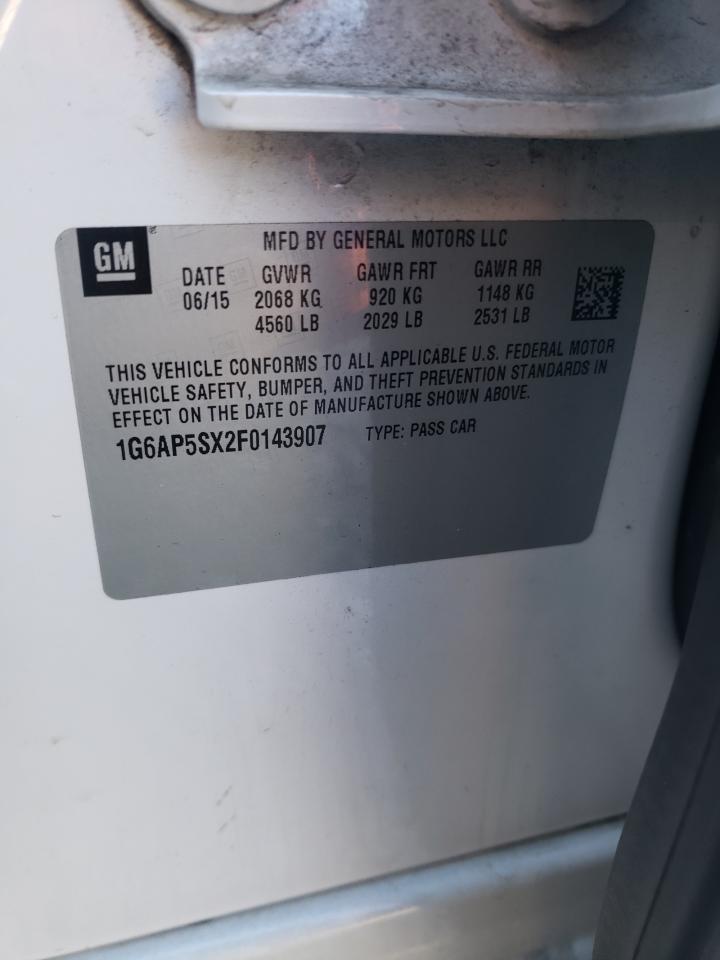 GM
MFD BY GENERAL MOTORS LLC
DATE GVWR GAWR FRT GAWR RR
06/15 2068 KG 920 KG 1148 KG
4560 LB 2029 LB 2531 LB
THIS VEHICLE CONFORMS TO ALL APPLICABLE U.S. FEDERAL MOTOR
VEHICLE SAFETY, BUMPER, AND THEFT PREVENTION STANDARDS IN
EFFECT ON THE DATE OF MANUFACTURE SHOWN ABOVE.
1G6AP5SX2F0143907 TYPE: PASS CAR